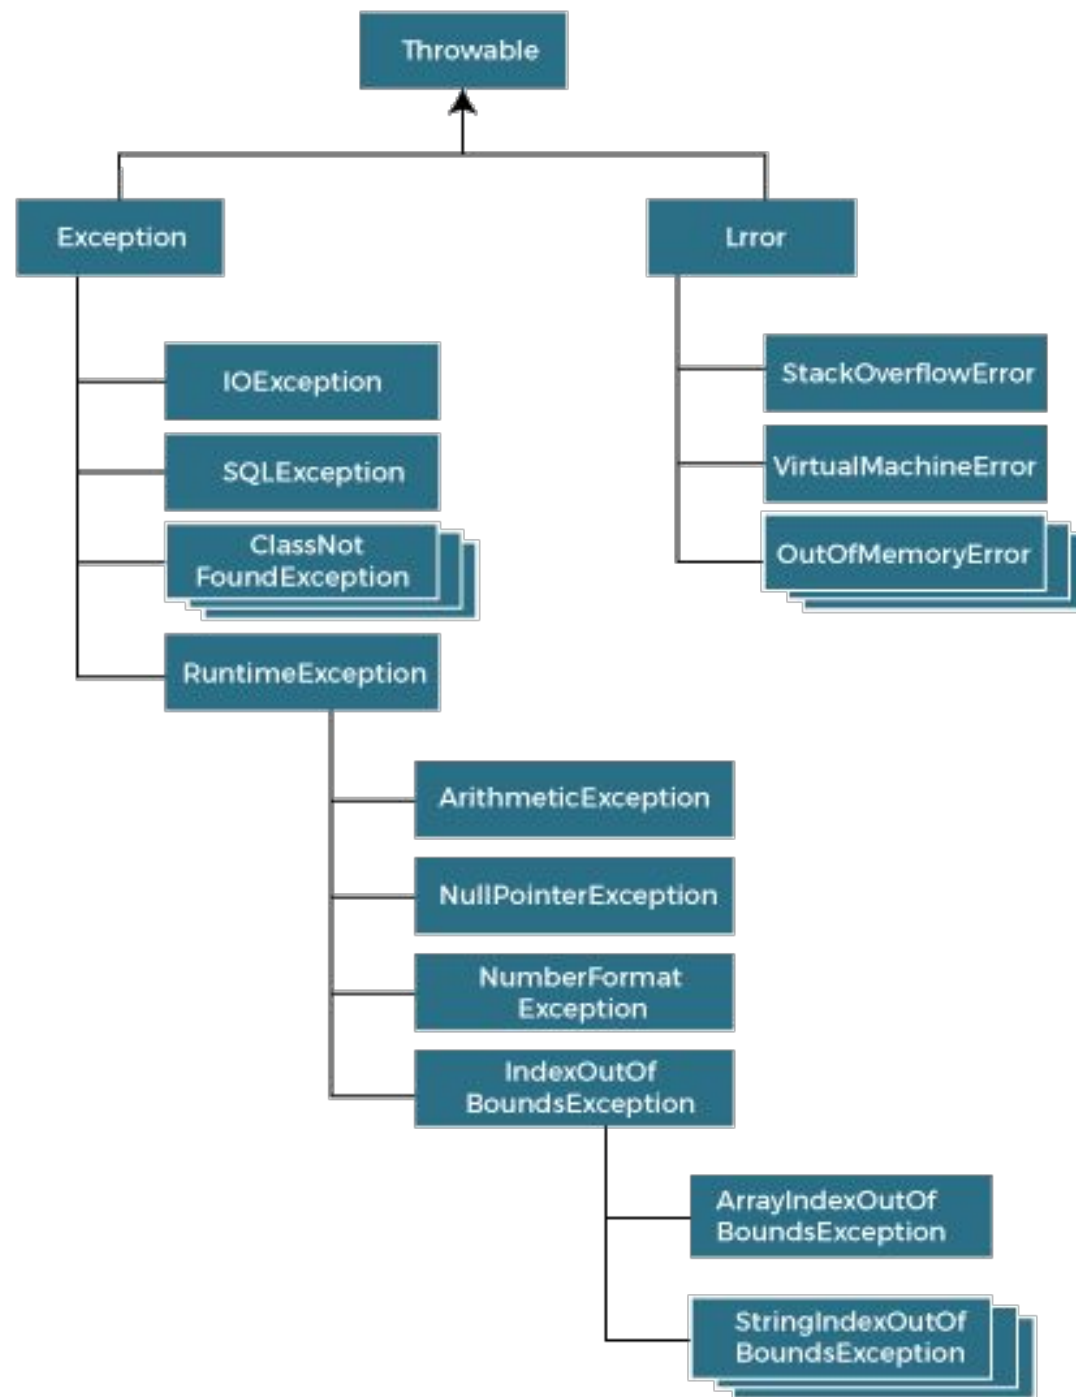 Throwable
Exception
Lrror
IOException
SQLException
ClassNot
FoundException
RuntimeException
StackOverflowError
VirtualMachineError
OutOfMemoryError
ArithmeticException
NullPointerException
NumberFormat
Exception
IndexOutOf
BoundsException
ArrayIndexOutOf
BoundsException
StringIndexOutOf
BoundsException